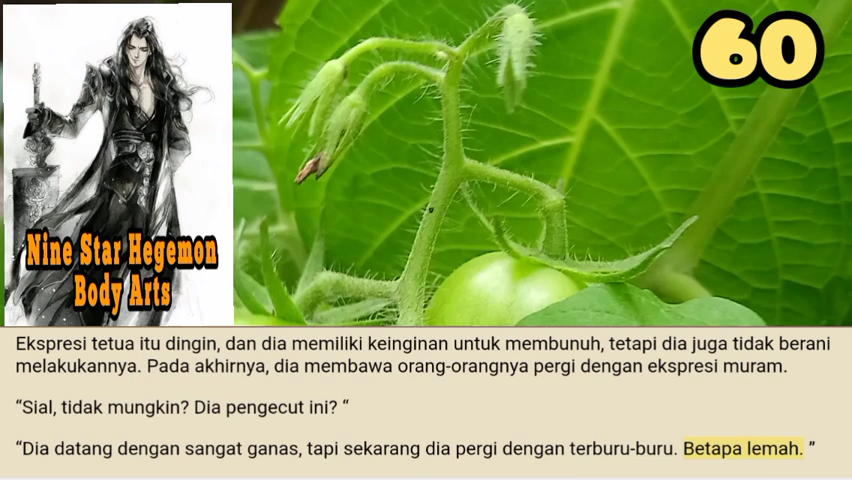 60
Nine Star Hegemon
Body Arts
Ekspresi tetua itu dingin, dan dia memiliki keinginan untuk membunuh, tetapi dia juga tidak berani
melakukannya. Pada akhirnya, dia membawa orang-orangnya pergi dengan ekspresi muram.
“Sial, tidak mungkin? Dia pengecut ini? “
“Dia datang dengan sangat ganas, tapi sekarang dia pergi dengan terburu-buru. Betapa lemah. ”